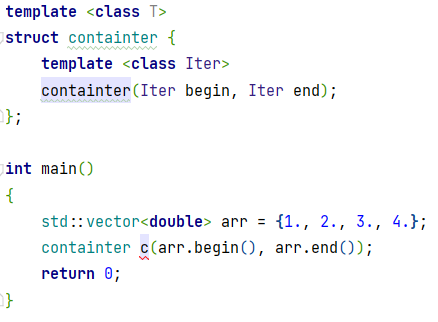 template <class T>
struct containter {
    template <class Iter>
    containter(Iter begin, Iter end);
};

int main()
{
    std::vector<double> arr = {1., 2., 3., 4.};
    containter c(arr.begin(), arr.end());
    return 0;
}